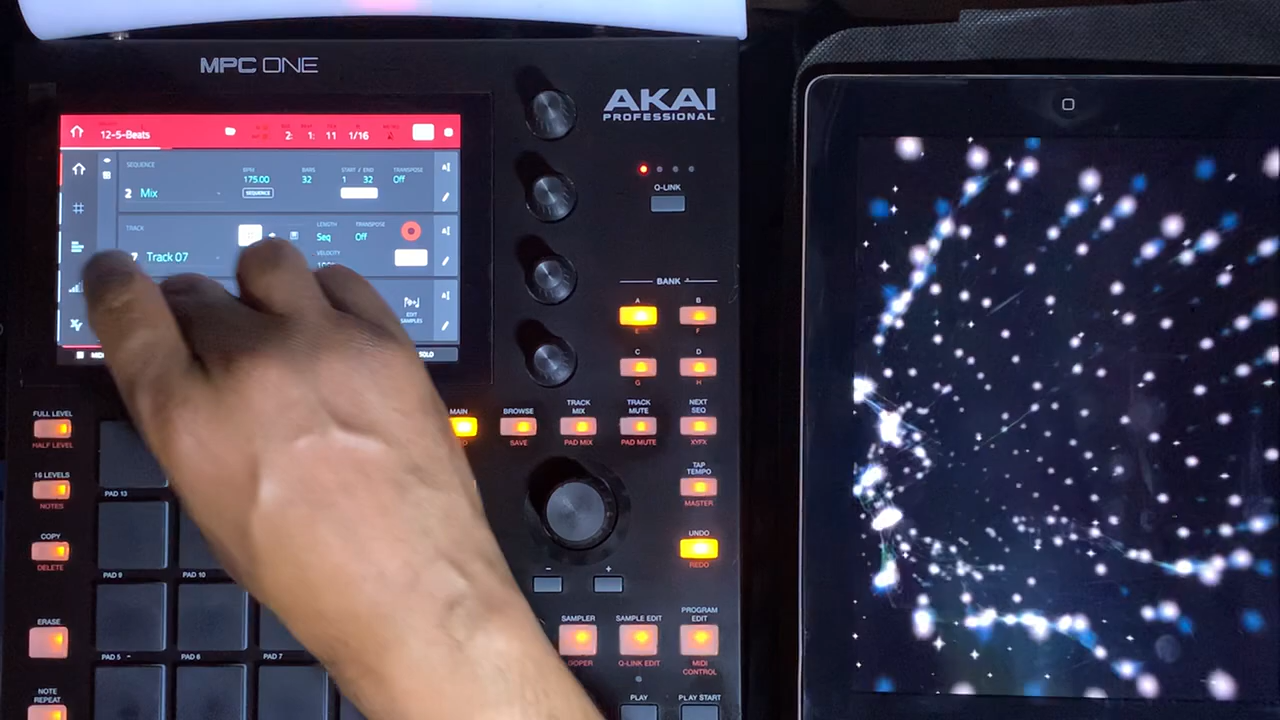 MPC ONE
AKAI
PROFESSIONAL
12-5-Beats
2: 1: 11 1/16
SEQUENCE
BPM
BARS
START / END
TRANSPOSE
175.00
32
1 32
Off
2 Mix
SEQUENCE
TRACK
LENGTH
TRANSPOSE
Seq
Off
7 Track 07
VELOCITY
EDIT
SAMPLES
SOLO
Q-LINK
BANK
A
B
E
F
C
D
G
H
FULL LEVEL
HALF LEVEL
MAIN
BROWSE
SAVE
TRACK
MIX
PAD MIX
TRACK
MUTE
PAD MUTE
NEXT
SEQ
XYFX
16 LEVELS
NOTES
PAD 13
TAP
TEMPO
MASTER
COPY
DELETE
UNDO
REDO
PAD 9
PAD 10
- +
ERASE
SAMPLER
LOOPER
SAMPLE EDIT
Q-LINK EDIT
PROGRAM
EDIT
MIDI
CONTROL
PAD 5
PAD 6
PAD 7
NOTE
REPEAT
PLAY
PLAY START